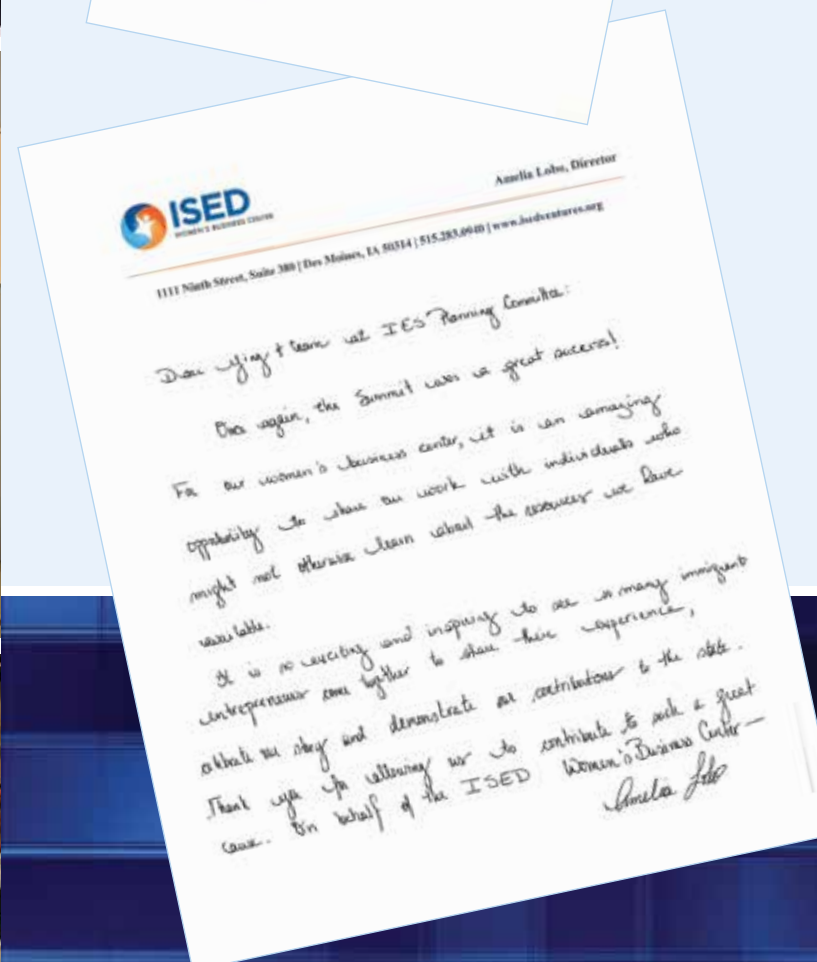 ISED
WOMEN'S BUSINESS CENTER
Amelia Lobo, Director
1111 Ninth Street, Suite 380 | Des Moines, IA 50314 | 515.283.0940 | www.isedventures.org
Dear Ying & team at IES Planning Committee:
Once again, the Summit was a great success!
For our women's business center, it is an amazing
opportunity to share our work with individuals who
might not otherwise learn about the resources we have
available.
It is so exciting and inspiring to see so many immigrant
entrepreneurs come together to share their experience,
celebrate our story and demonstrate our contributions to the state.
Thank you for allowing us to contribute to such a great
cause. On behalf of the ISED Women's Business Center—
Amelia Lobo